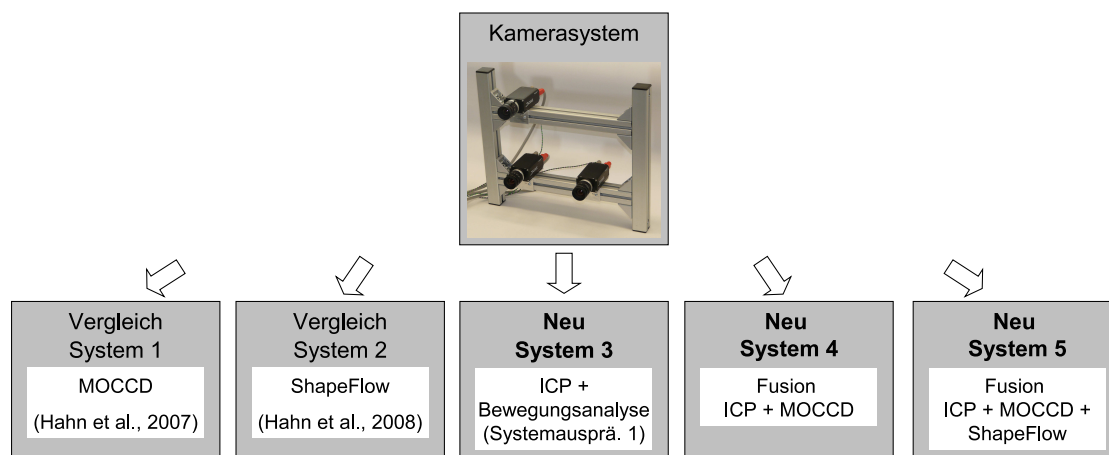 Kamerasystem
Vergleich
System 1
MOCCD
(Hahn et al., 2007)
Vergleich
System 2
ShapeFlow
(Hahn et al., 2008)
Neu
System 3
ICP +
Bewegungsanalyse
(Systemausprä. 1)
Neu
System 4
Fusion
ICP + MOCCD
Neu
System 5
Fusion
ICP + MOCCD +
ShapeFlow